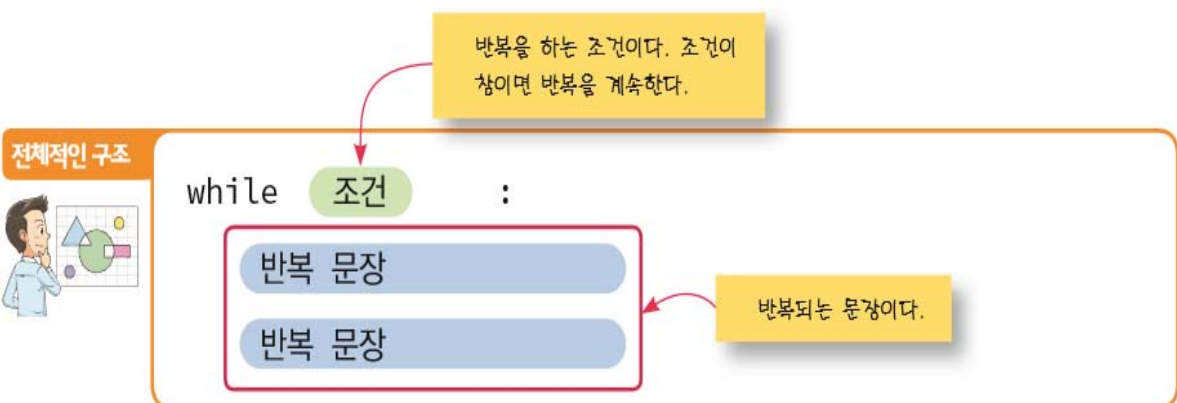 반복을 하는 조건이다. 조건이
참이면 반복을 계속한다.
전체적인 구조
while 조건 :
반복 문장
반복 문장
반복되는 문장이다.